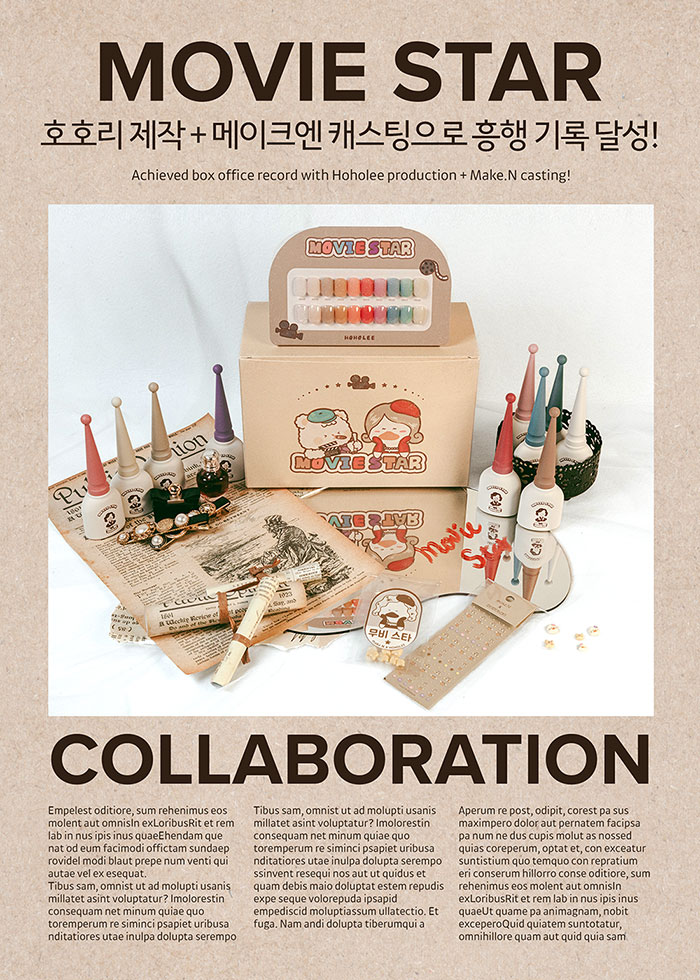 MOVIE STAR
호호리 제작 + 메이크엔 캐스팅으로 흥행 기록 달성!
Achieved box office record with Hoholee production + Make.N casting!
MOVIE STAR
HOHOLEE
MOVIE STAR
MOVIE STAR
Movie
Star
1861
1923
A Weekly Review of
무비 스타
COLLABORATION
Empelest oditiore, sum rehenimus eos
molent aut omnisIn exLoribusRit et rem
lab in nus ipis inus quaeEhendam que
nat od eum facimodi offictam sundaep
rovidel modi blaut prepe num venti qui
autae vel ex esequat.
Tibus sam, omnist ut ad molupti usanis
millatet asint voluptatur? Imolorestin
consequam net minum quiae quo
toremperum re siminci psapiet uribusa
nditiatores utae inulpa dolupta serempo
Tibus sam, omnist ut ad molupti usanis
millatet asint voluptatur? Imolorestin
consequam net minum quiae quo
toremperum re siminci psapiet uribusa
nditiatores utae inulpa dolupta serempo
ssinvent resequi nos aut ut quidus et
quam debis maio doluptat estem repudis
expe seque volorepuda ipsapid
empediscid moluptiassum ullatectio. Et
fuga. Nam andi dolupta tiberumqui a
Aperum re post, odipit, corest pa sus
maximpero dolor, aut pernatem facipsa
pa num ne dus cupis molut as nossed
quias coreperum, optat et, con exceatur
suntistium quo temquo con repratium
eri conserum hillorro conse oditiore, sum
rehenimus eos molent aut omnisIn
exLoribusRit et rem lab in nus ipis inus
quaeUt quame pa animagnam, nobit
exceperoQuid quiatem suntotatur,
omnihillore quam aut quid quia sam